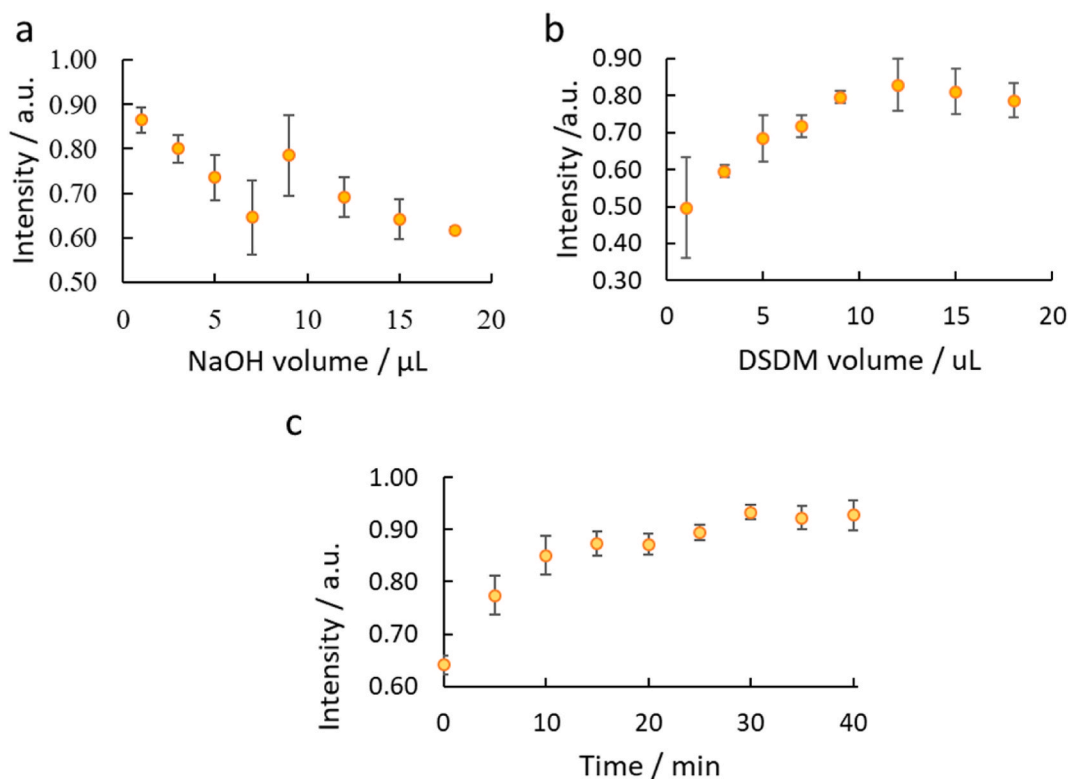 a
1.00
0.90
0.80
0.70
0.60
0.50
Intensity / a.u.
0 5 10 15 20
NaOH volume / µL
b
0.90
0.80
0.70
0.60
0.50
0.40
0.30
Intensity /a.u.
0 5 10 15 20
DSDM volume / uL
c
1.00
0.90
0.80
0.70
0.60
Intensity / a.u.
0 10 20 30 40
Time / min